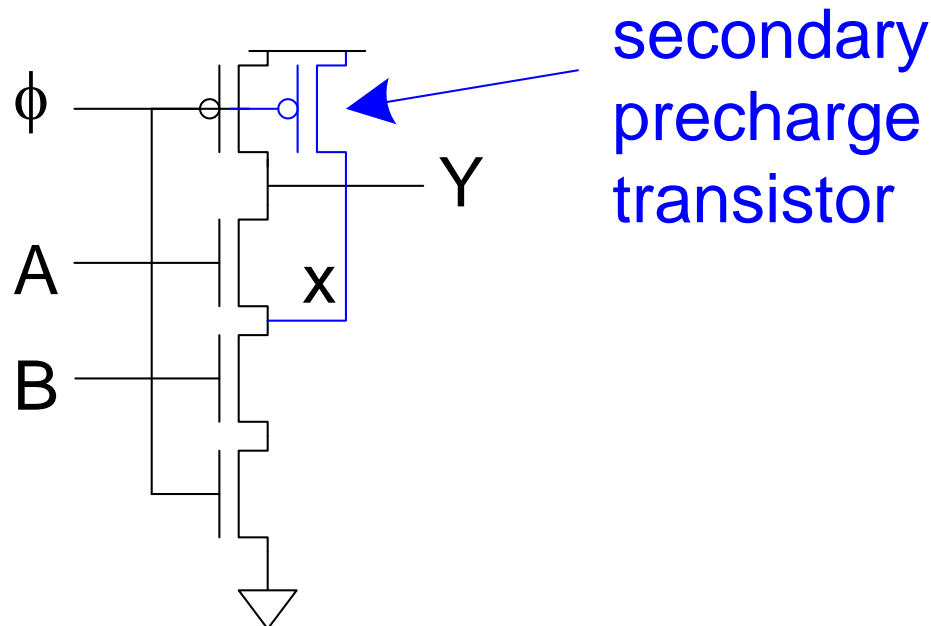 secondary
precharge
transistor
ϕ
Y
A
x
B